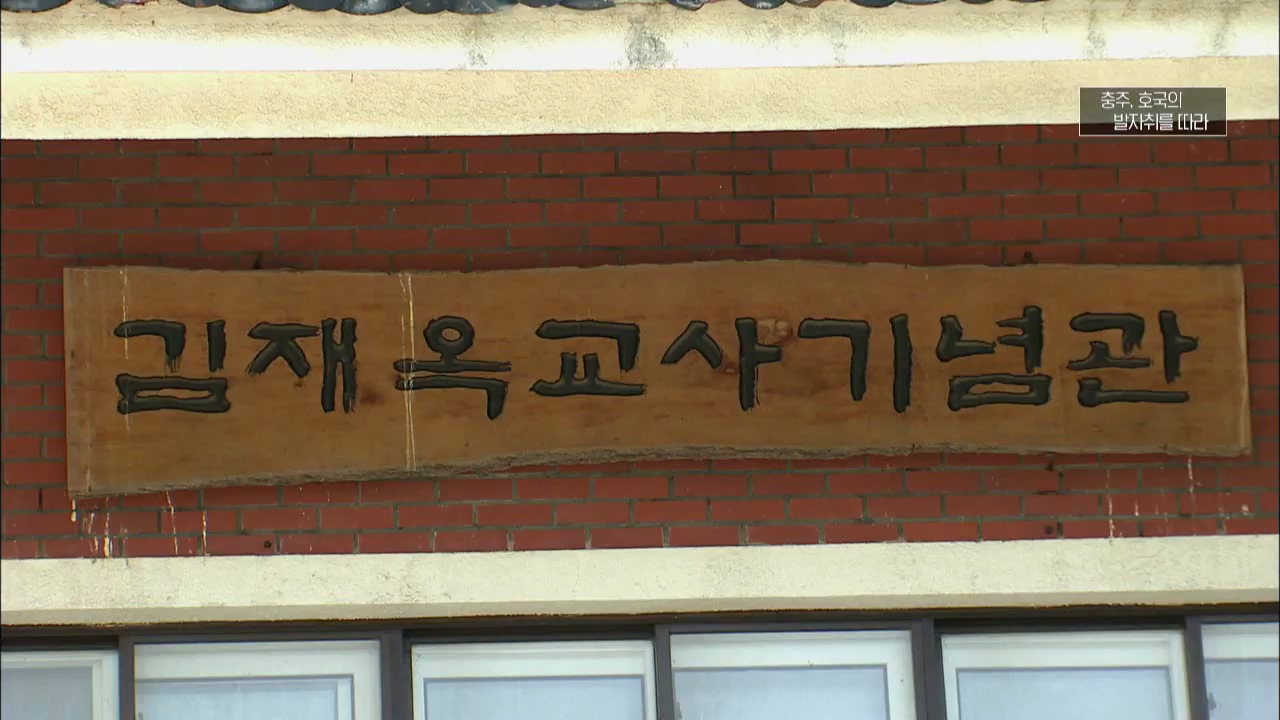 충주, 호국의
발자취를 따라
김재옥교사기념관